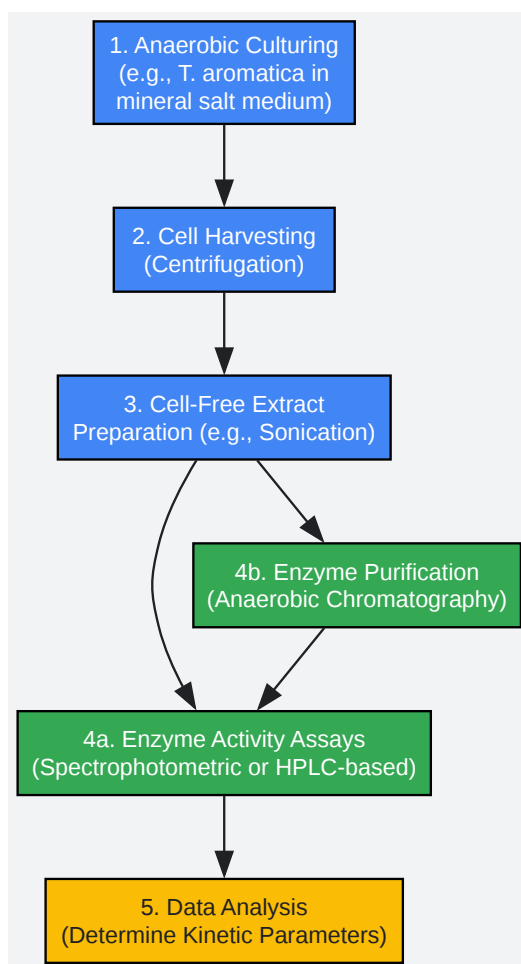 1. Anaerobic Culturing
(e.g., T. aromatica in
mineral salt medium)
2. Cell Harvesting
(Centrifugation)
3. Cell-Free Extract
Preparation (e.g., Sonication)
4b. Enzyme Purification
(Anaerobic Chromatography)
4a. Enzyme Activity Assays
(Spectrophotometric or HPLC-based)
5. Data Analysis
(Determine Kinetic Parameters)